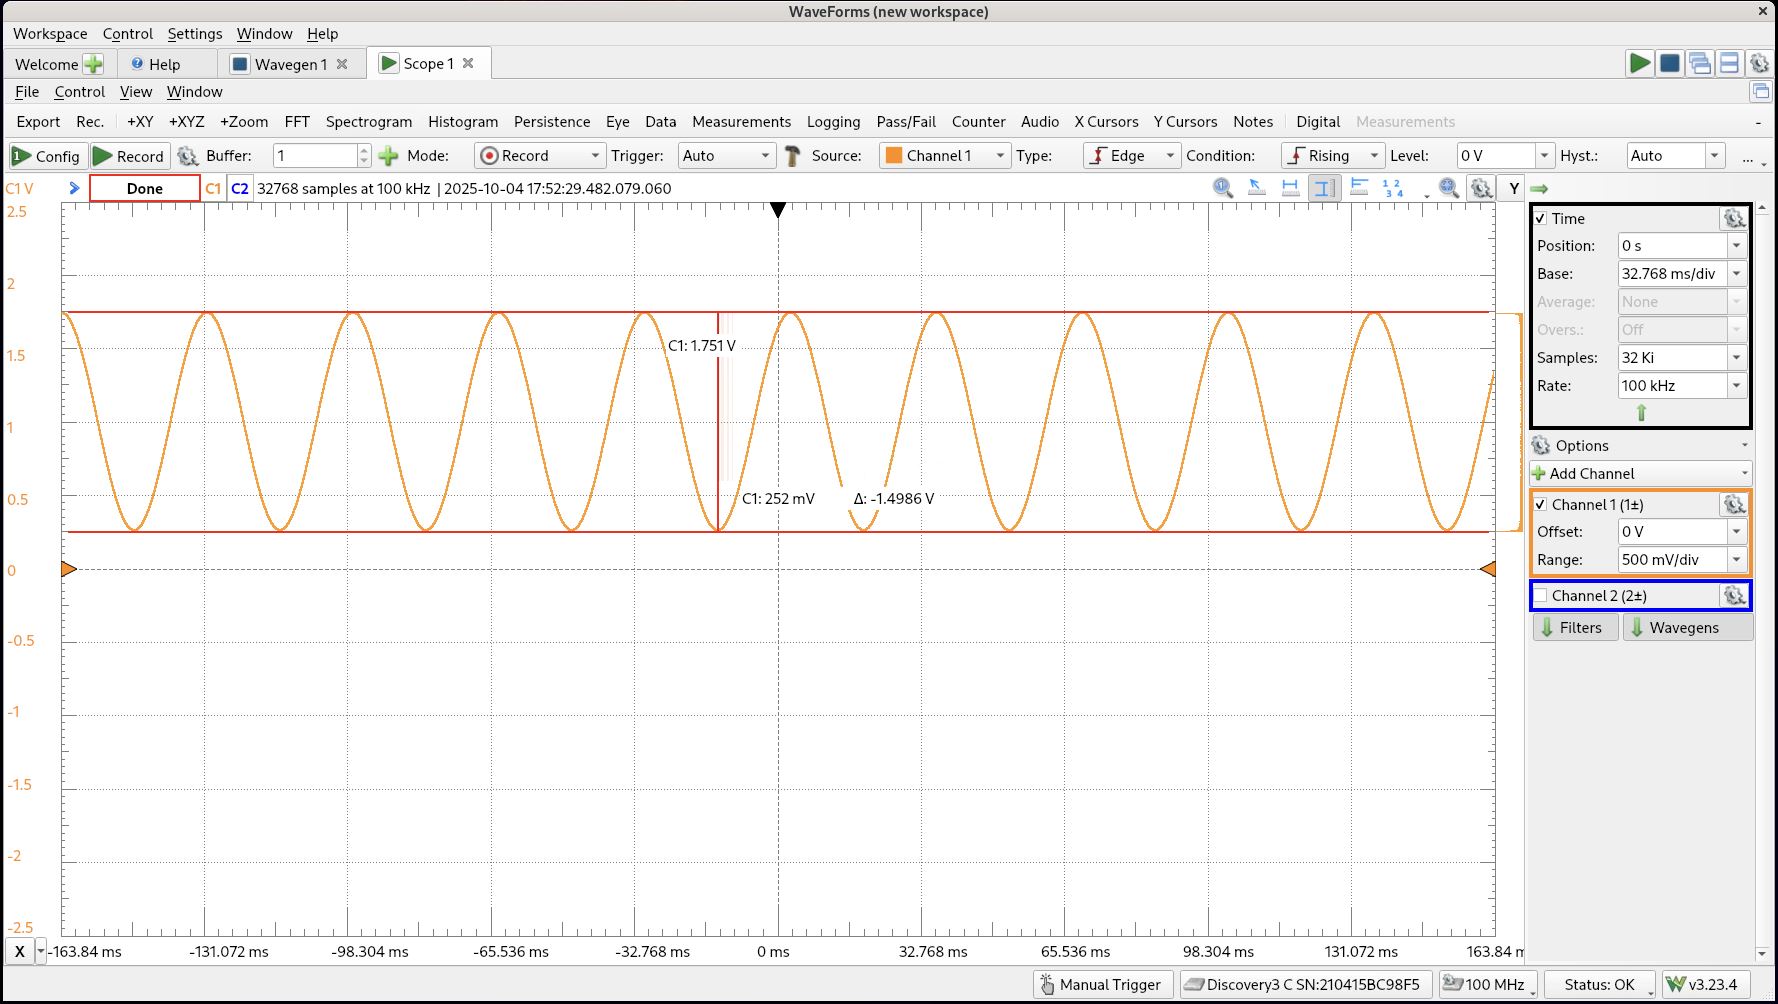 WaveForms (new workspace)
Workspace Control Settings Window Help
Welcome Help Wavegen 1 Scope 1
File Control View Window
Export Rec. +XY +XYZ +Zoom FFT Spectrogram Histogram Persistence Eye Data Measurements Logging Pass/Fail Counter Audio X Cursors Y Cursors Notes Digital Measurements
Config Record Buffer: 1 Mode: Record Trigger: Auto Source: Channel 1 Type: Edge Condition: Rising Level: 0 V Hyst.: Auto ...
C1 V Done C1 C2 32768 samples at 100 kHz | 2025-10-04 17:52:29.482.079.060 Y
2.5
2
1.5
1
0.5
0
-0.5
-1
-1.5
-2
-2.5
C1: 1.751 V
C1: 252 mV Δ: -1.4986 V
X -163.84 ms -131.072 ms -98.304 ms -65.536 ms -32.768 ms 0 ms 32.768 ms 65.536 ms 98.304 ms 131.072 ms 163.84 m
Time
Position: 0 s
Base: 32.768 ms/div
Average: None
Overs.: Off
Samples: 32 Ki
Rate: 100 kHz
Options
Add Channel
Channel 1 (1±)
Offset: 0 V
Range: 500 mV/div
Channel 2 (2±)
Filters Wavegens
Manual Trigger Discovery3 C SN:210415BC98F5 100 MHz Status: OK v3.23.4